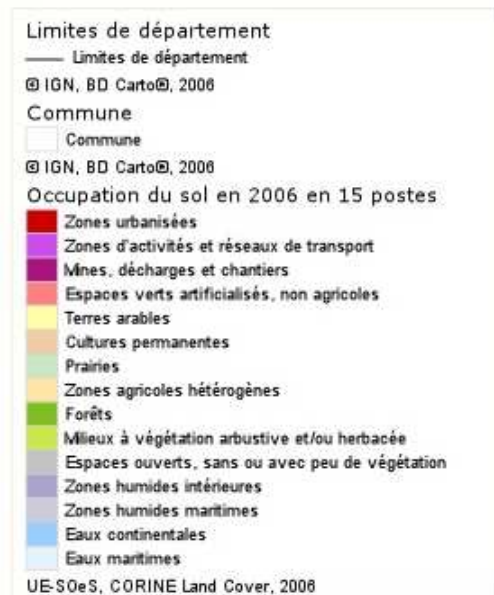 Limites de département
Limites de département
© IGN, BD Carto®, 2006
Commune
Commune
© IGN, BD Carto®, 2006
Occupation du sol en 2006 en 15 postes
Zones urbanisées
Zones d'activités et réseaux de transport
Mines, décharges et chantiers
Espaces verts artificialisés, non agricoles
Terres arables
Cultures permanentes
Prairies
Zones agricoles hétérogènes
Forêts
Milieux à végétation arbustive et/ou herbacée
Espaces ouverts, sans ou avec peu de végétation
Zones humides intérieures
Zones humides maritimes
Eaux continentales
Eaux maritimes
UE-SOeS, CORINE Land Cover, 2006